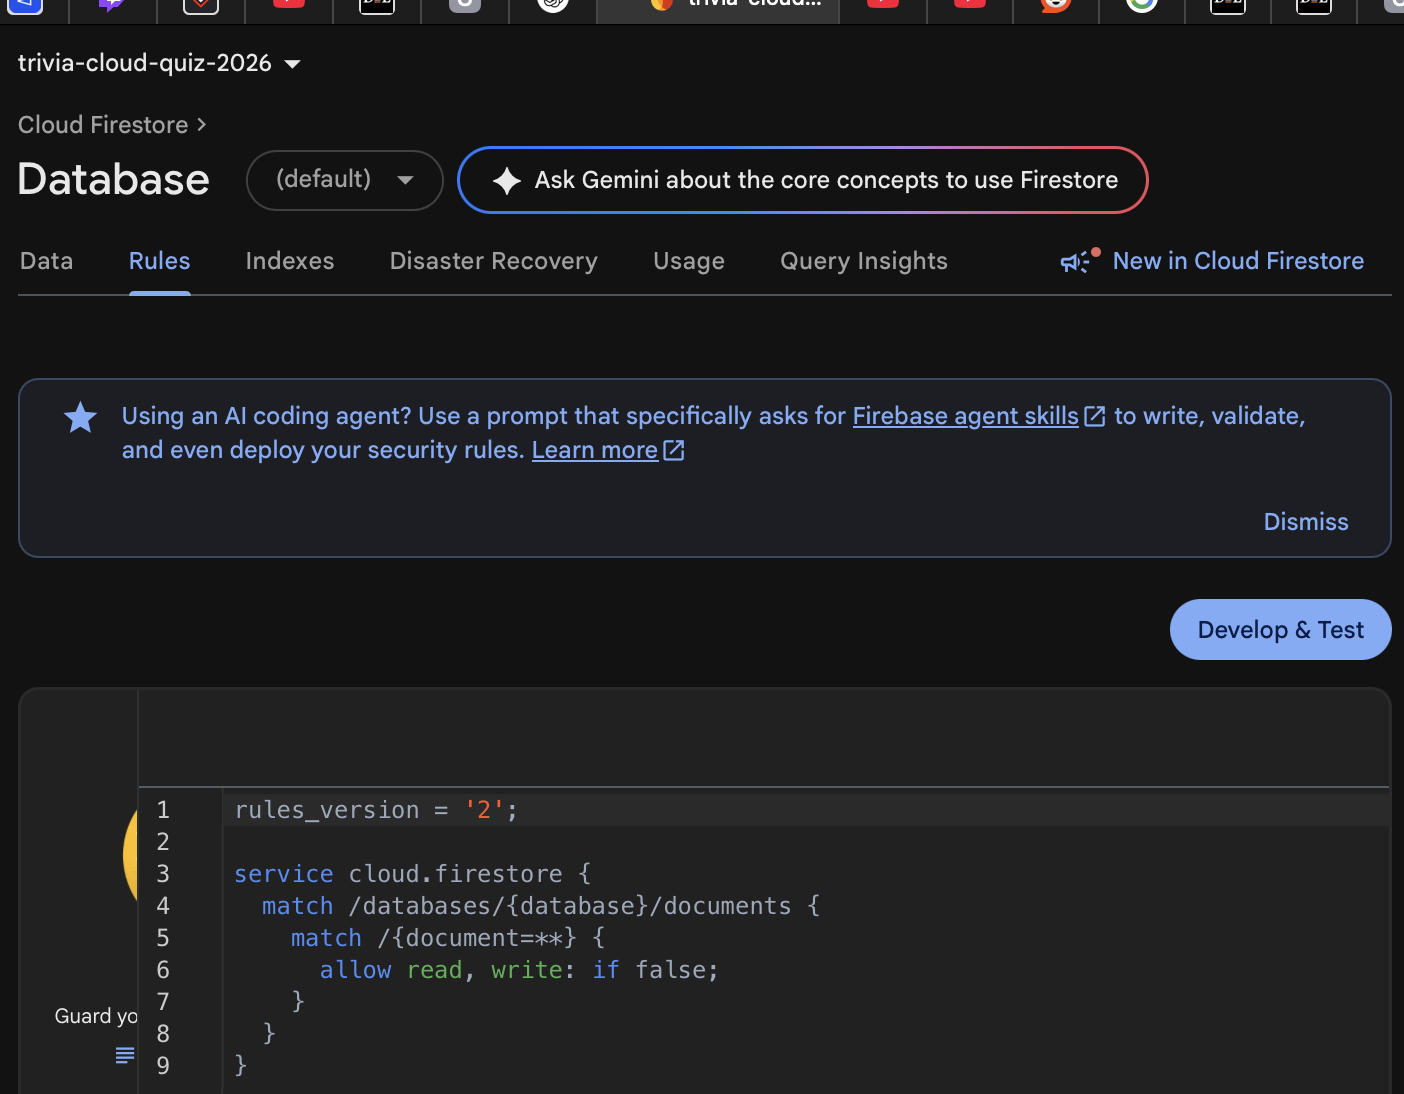 trivia-cloud...
trivia-cloud-quiz-2026
Cloud Firestore
Database
(default)
Ask Gemini about the core concepts to use Firestore
Data
Rules
Indexes
Disaster Recovery
Usage
Query Insights
New in Cloud Firestore
Using an AI coding agent? Use a prompt that specifically asks for Firebase agent skills to write, validate,
and even deploy your security rules. Learn more
Dismiss
Develop & Test
1 rules_version = '2';
2
3 service cloud.firestore {
4   match /databases/{database}/documents {
5     match /{document=**} {
6       allow read, write: if false;
7     }
8   }
9 }
Guard yo